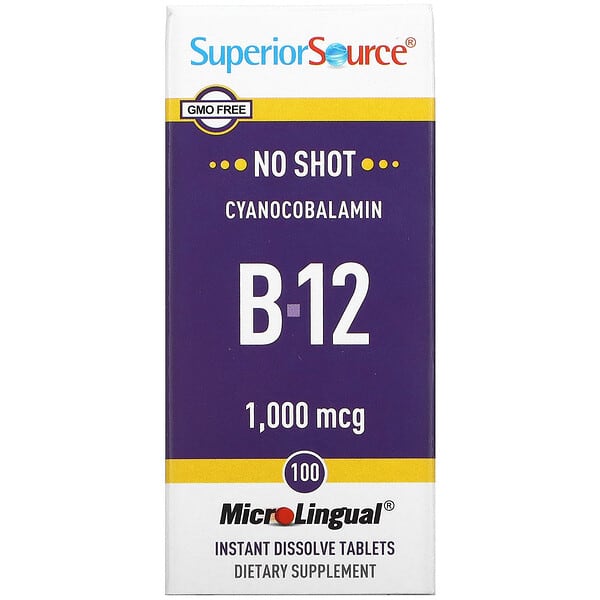 SuperiorSource®
GMO FREE
NO SHOT
CYANOCOBALAMIN
B-12
1,000 mcg
100
MicroLingual®
INSTANT DISSOLVE TABLETS
DIETARY SUPPLEMENT